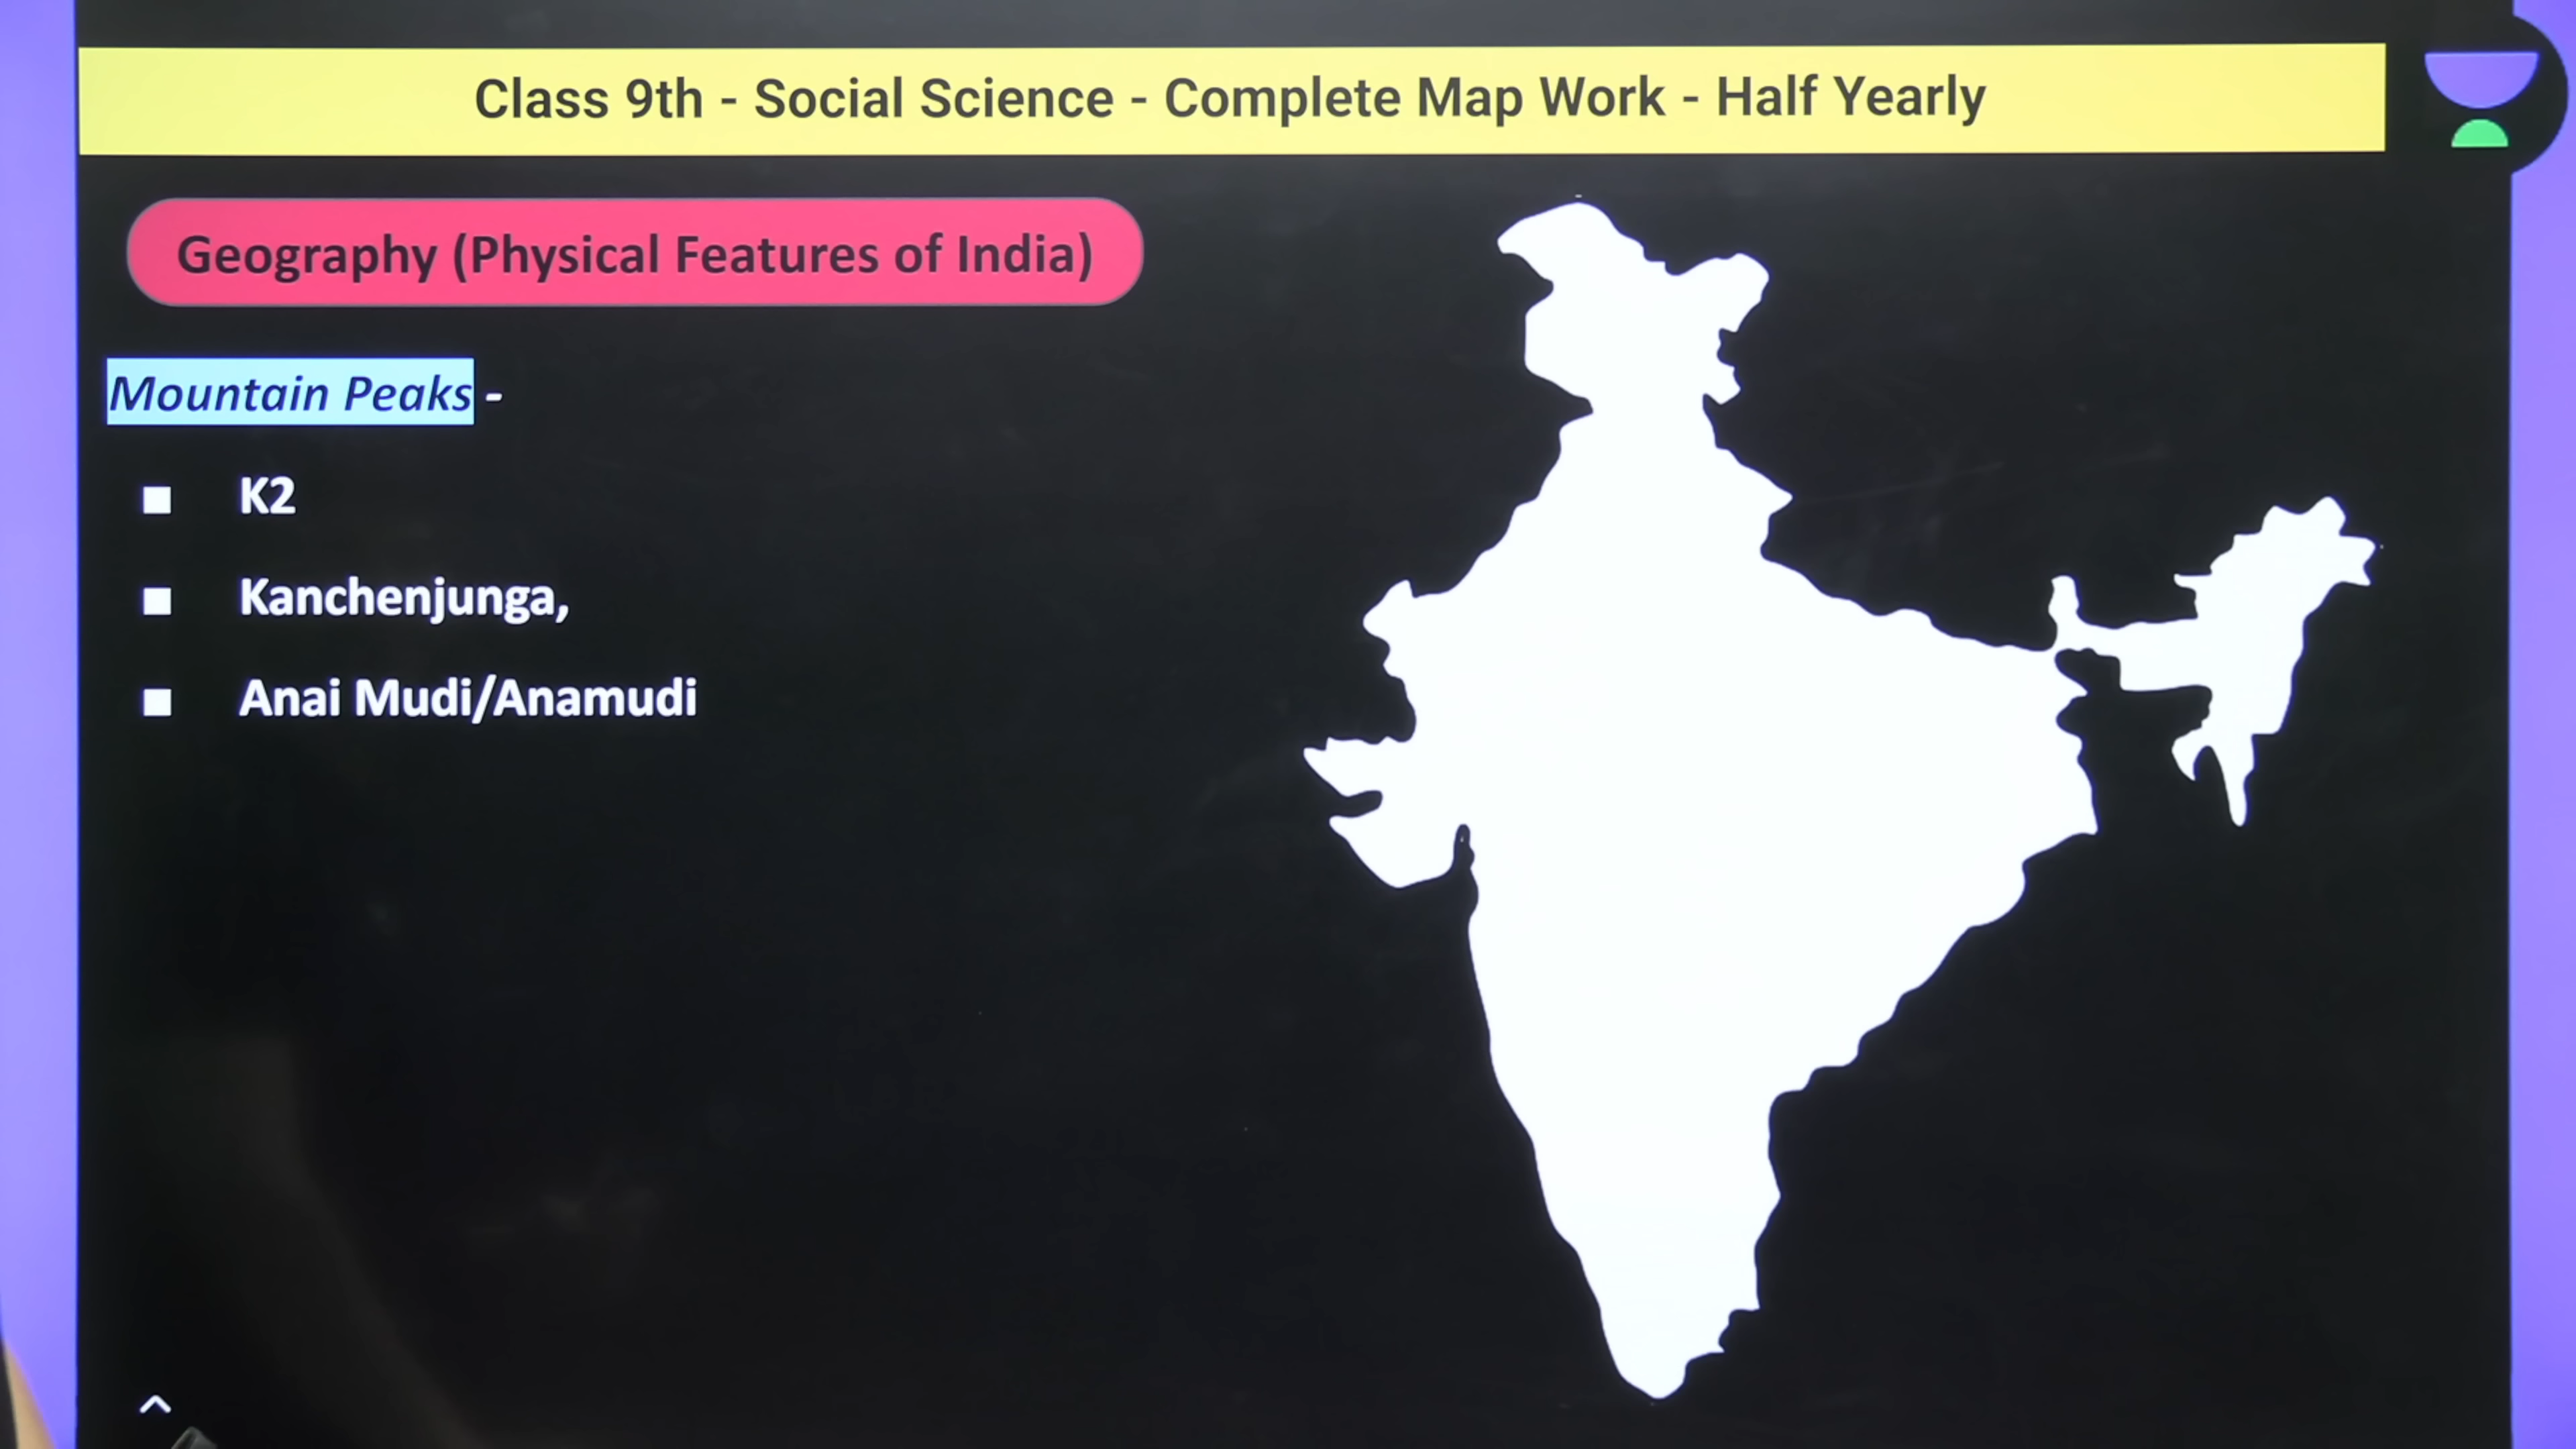 Class 9th - Social Science - Complete Map Work - Half Yearly
Geography (Physical Features of India)
Mountain Peaks -
■ K2
■ Kanchenjunga,
■ Anai Mudi/Anamudi